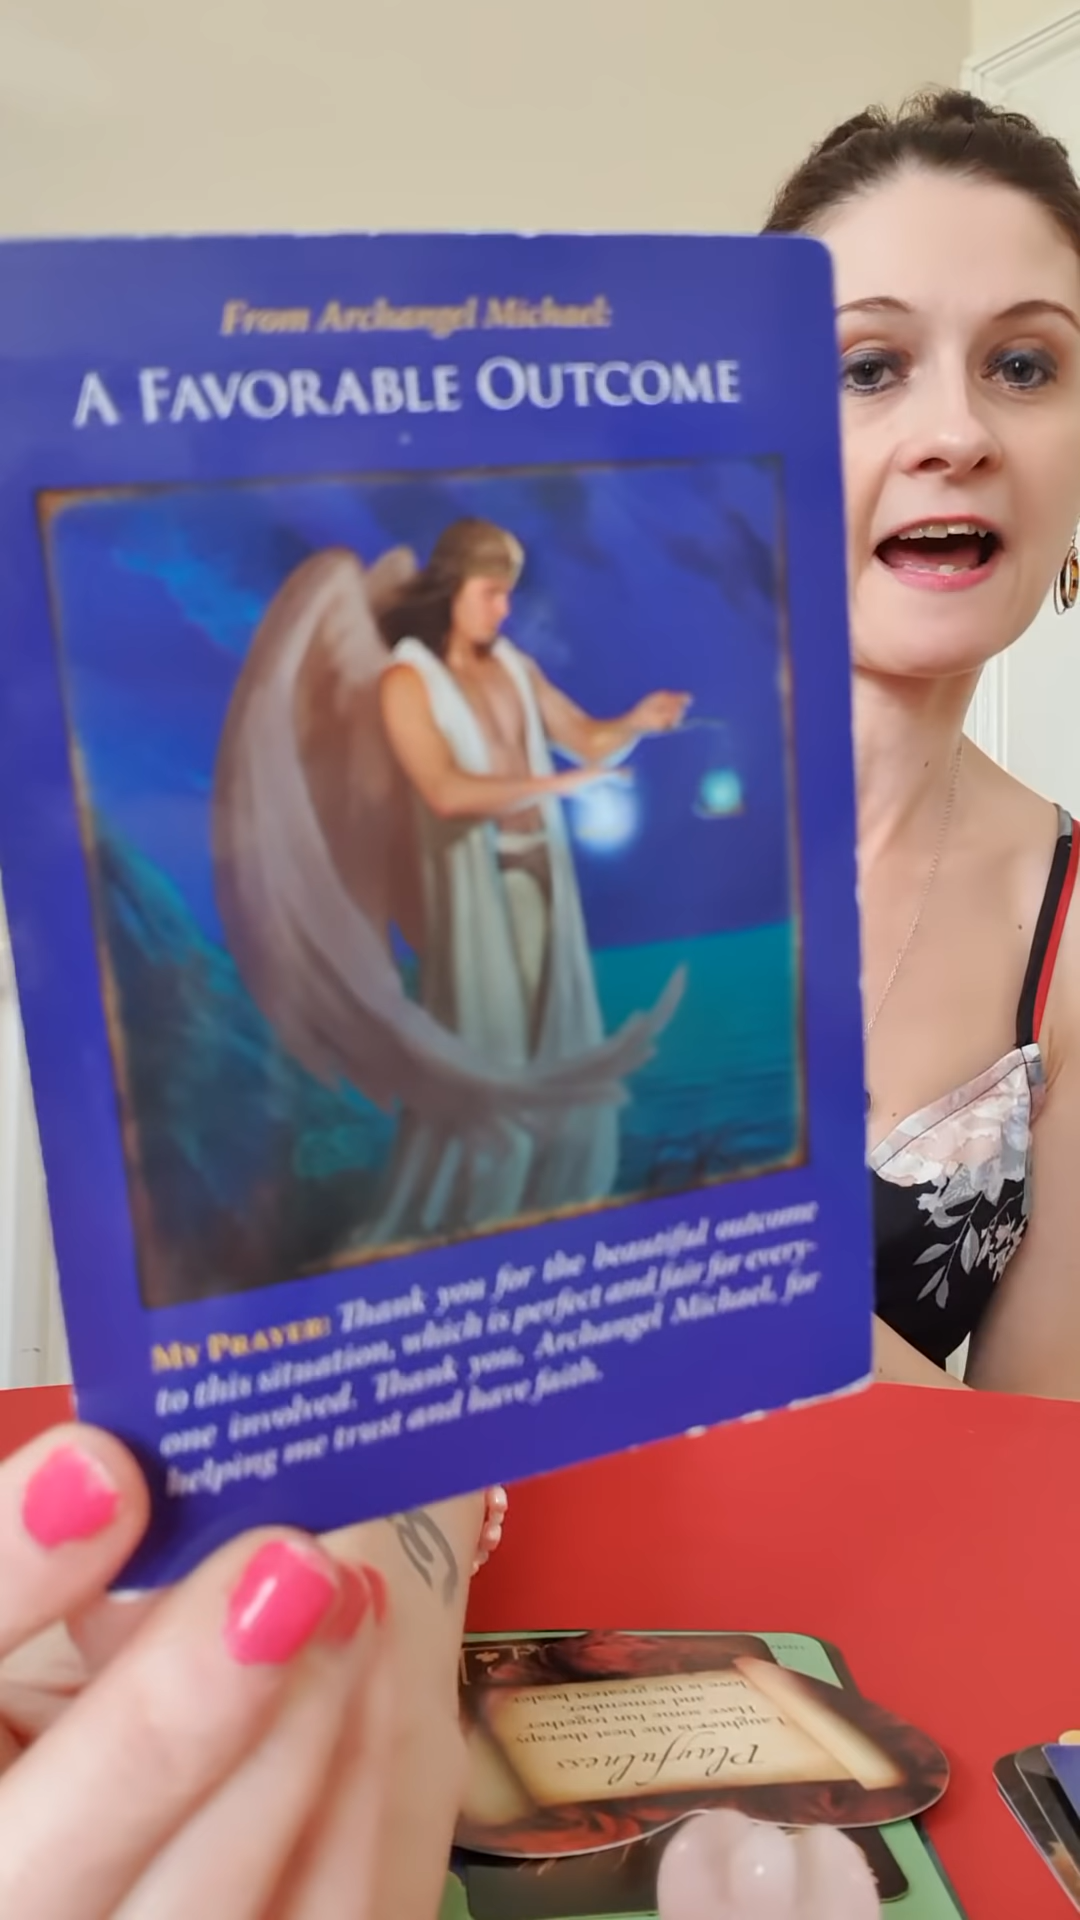 From Archangel Michael:
A FAVORABLE OUTCOME
MY PRAYER: Thank you for the beautiful outcome
to this situation, which is perfect and fair for every-
one involved. Thank you, Archangel Michael, for
helping me trust and have faith.
Playfulness
Laughter is the best therapy
Have some fun together
and remember,
love is the greatest healer